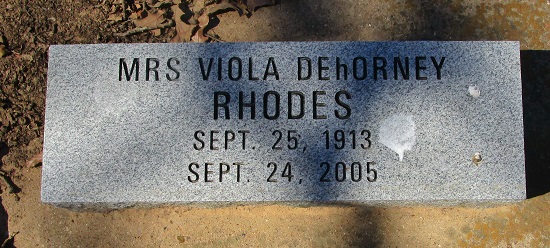 MRS VIOLA DEhORNEY
RHODES
SEPT. 25, 1913
SEPT. 24, 2005